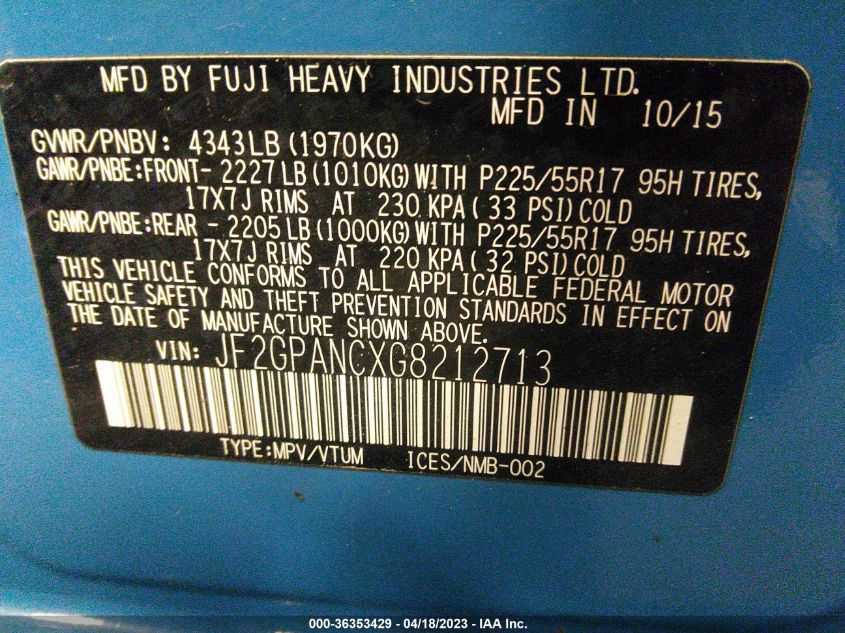 MFD BY FUJI HEAVY INDUSTRIES LTD.
MFD IN 10/15
GVWR/PNBV: 4343LB (1970KG)
GAWR/PNBE:FRONT- 2227LB(1010KG)WITH P225/55R17 95H TIRES,
17X7J RIMS AT 230 KPA( 33 PSI)COLD
GAWR/PNBE:REAR - 2205LB(1000KG)WITH P225/55R17 95H TIRES,
17X7J RIMS AT 220 KPA( 32 PSI)COLD
THIS VEHICLE CONFORMS TO ALL APPLICABLE FEDERAL MOTOR
VEHICLE SAFETY AND THEFT PREVENTION STANDARDS IN EFFECT ON
THE DATE OF MANUFACTURE SHOWN ABOVE.
VIN: JF2GPANCXG8212713
TYPE:MPV/VTUM ICES/NMB-002
000-36353429 - 04/18/2023 - IAA Inc.